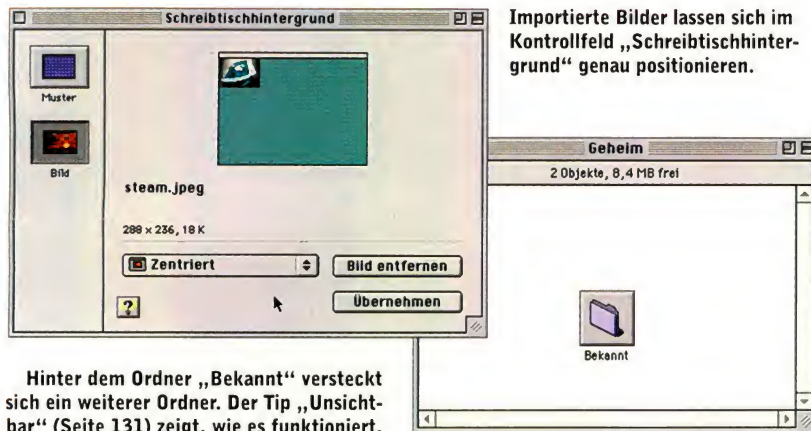 Schreibtischhintergrund
Muster
Bild
steam.jpeg
288 x 236, 18 K
Zentriert
Bild entfernen
?
Übernehmen
Importierte Bilder lassen sich im
Kontrollfeld „Schreibtischhinter-
grund“ genau positionieren.
Geheim
2 Objekte, 8,4 MB frei
Bekannt
Hinter dem Ordner „Bekannt“ versteckt
sich ein weiterer Ordner. Der Tip „Unsicht-
bar“ (Seite 131) zeigt, wie es funktioniert.